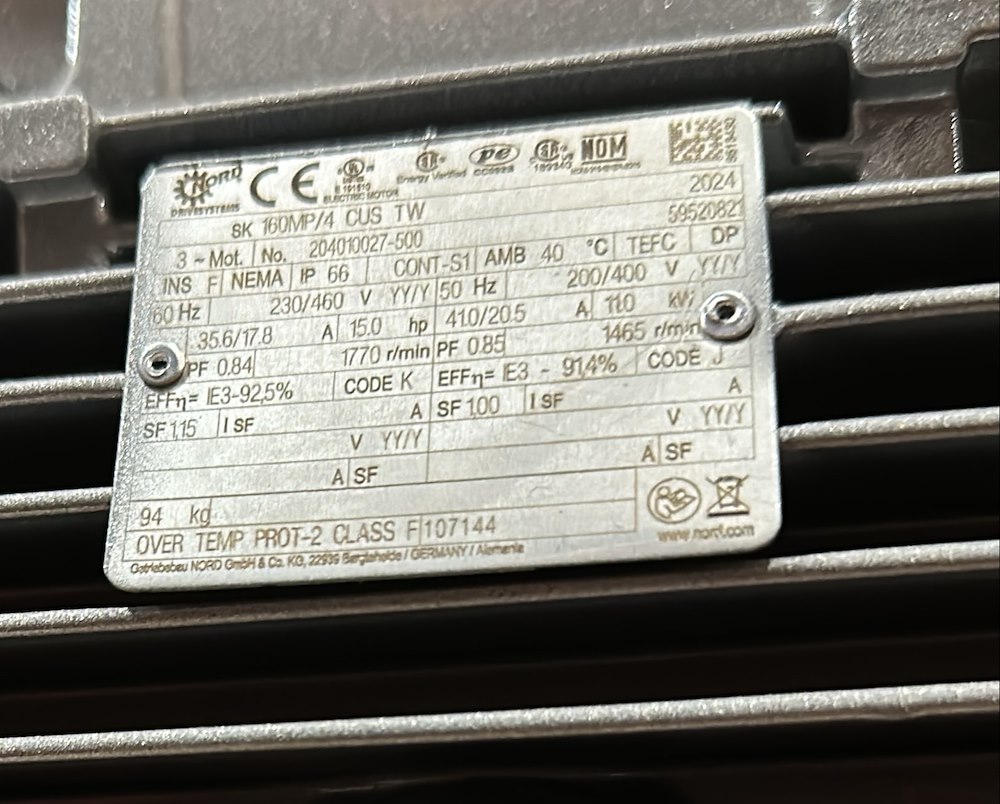 NORD
DRIVESYSTEMS
CE
UL
ELECTRIC MOTOR
Energy Verified
NOM
2024
SK 160MP/4 CUS TW
59520821
3 ~ Mot. No. 204010027-500
INS F NEMA IP 66 CONT-S1 AMB 40 °C TEFC DP
60 Hz 230/460 V YY/Y 50 Hz 200/400 V YY/Y
35.6/17.8 A 15.0 hp 41.0/20.5 A 11.0 kW
PF 0.84 1770 r/min PF 0.85 1465 r/min
EFFη= IE3-92,5% CODE K EFFη= IE3 - 91,4% CODE J
SF 1.15 I SF A SF 1.00 I SF A
V YY/Y V YY/Y
A SF A SF
94 kg
OVER TEMP PROT-2 CLASS F 107144
www.nord.com
Getriebebau NORD GmbH & Co. KG, 22939 Bargteheide / GERMANY / Alemania